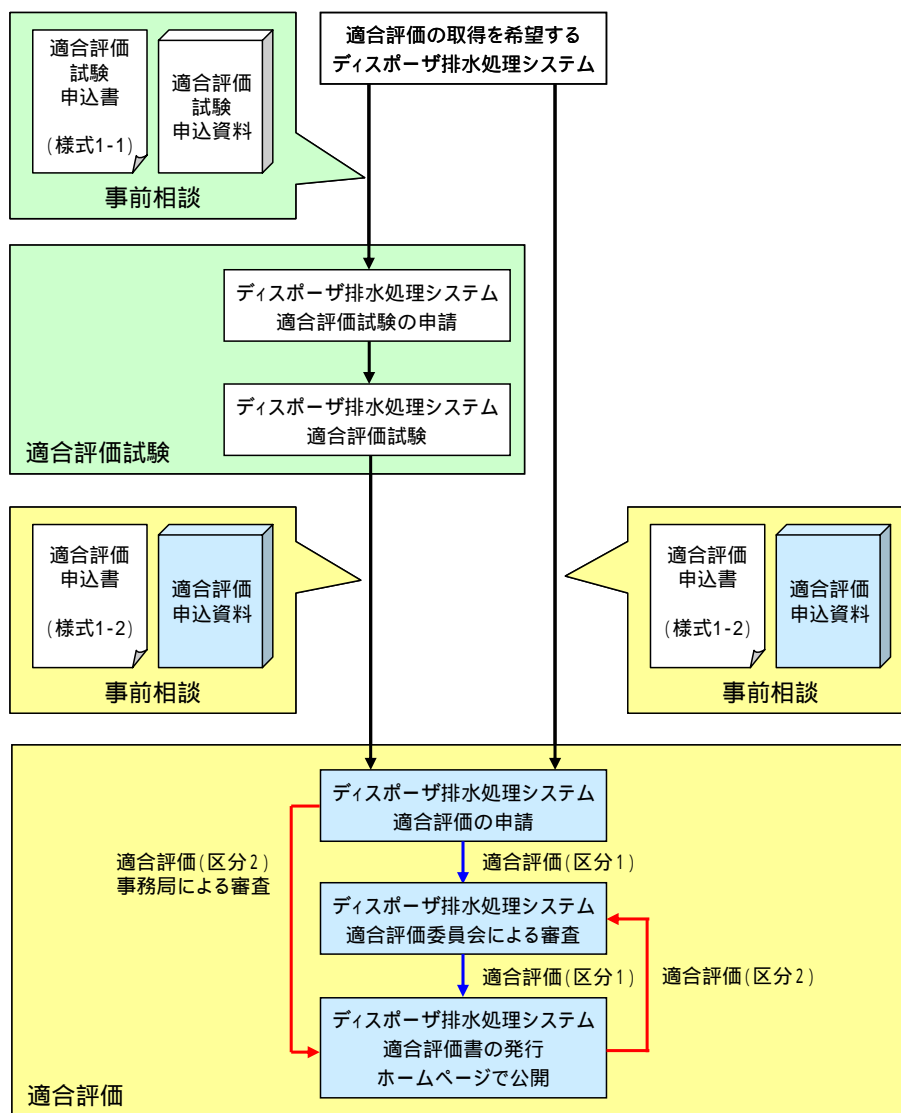 適合評価の取得を希望する
ディスポーザ排水処理システム
適合評価
試験
申込書
(様式1-1)
適合評価
試験
申込資料
事前相談
ディスポーザ排水処理システム
適合評価試験の申請
ディスポーザ排水処理システム
適合評価試験
適合評価試験
適合評価
申込書
(様式1-2)
適合評価
申込資料
事前相談
適合評価
申込書
(様式1-2)
適合評価
申込資料
事前相談
ディスポーザ排水処理システム
適合評価の申請
適合評価(区分2)
事務局による審査
適合評価(区分1)
ディスポーザ排水処理システム
適合評価委員会による審査
適合評価(区分1)
適合評価(区分2)
ディスポーザ排水処理システム
適合評価書の発行
ホームページで公開
適合評価